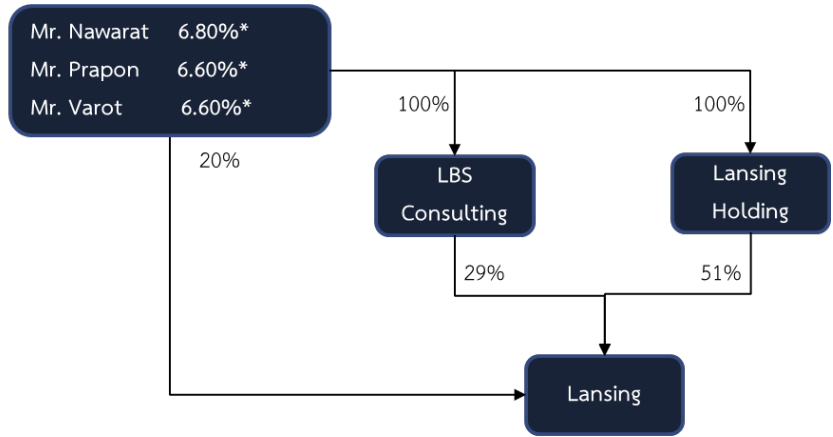 Mr. Nawarat 6.80%*
Mr. Prapon 6.60%*
Mr. Varot 6.60%*
100%
100%
20%
LBS
Consulting
Lansing
Holding
29%
51%
Lansing